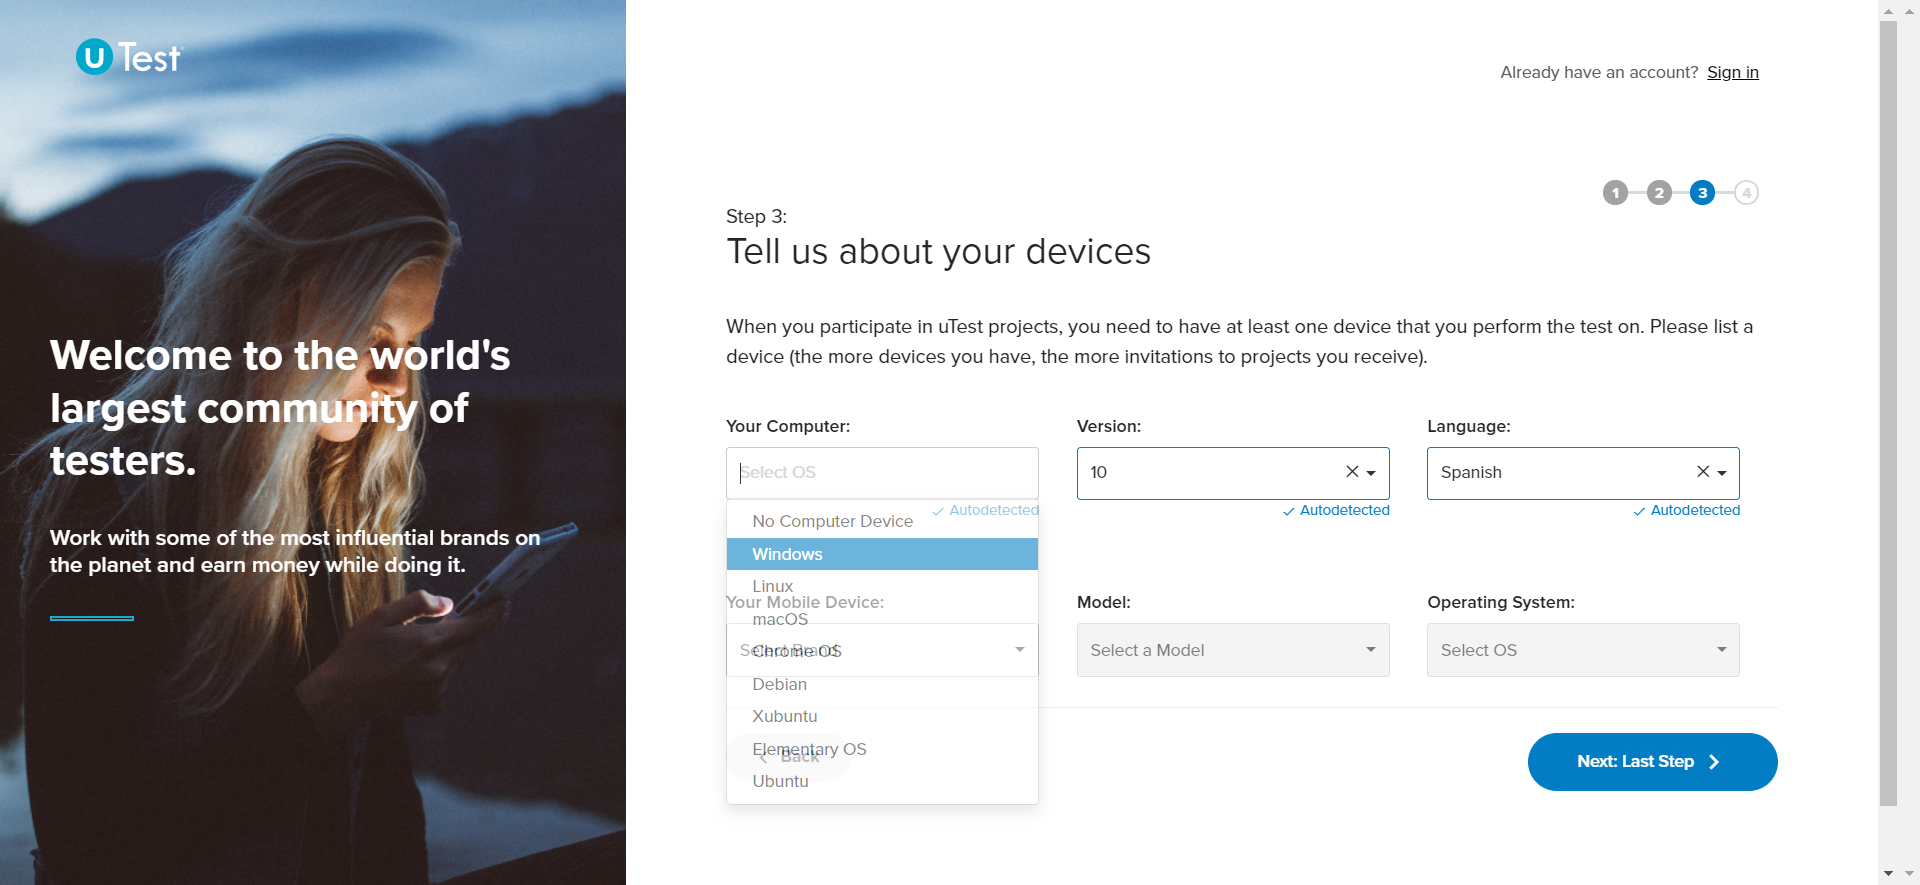 U Test
Already have an account? Sign in
1 2 3 4
Step 3:
Tell us about your devices
When you participate in uTest projects, you need to have at least one device that you perform the test on. Please list a
device (the more devices you have, the more invitations to projects you receive).
Welcome to the world's
largest community of
testers.
Work with some of the most influential brands on
the planet and earn money while doing it.
Your Computer: Version: Language:
Select OS 10 Spanish
Autodetected Autodetected Autodetected
No Computer Device
Windows
Linux
Your Mobile Device: Model: Operating System:
macOS
Select Brand Select a Model Select OS
Chrome OS
Debian
Xubuntu
Elementary OS
Back Next: Last Step
Ubuntu